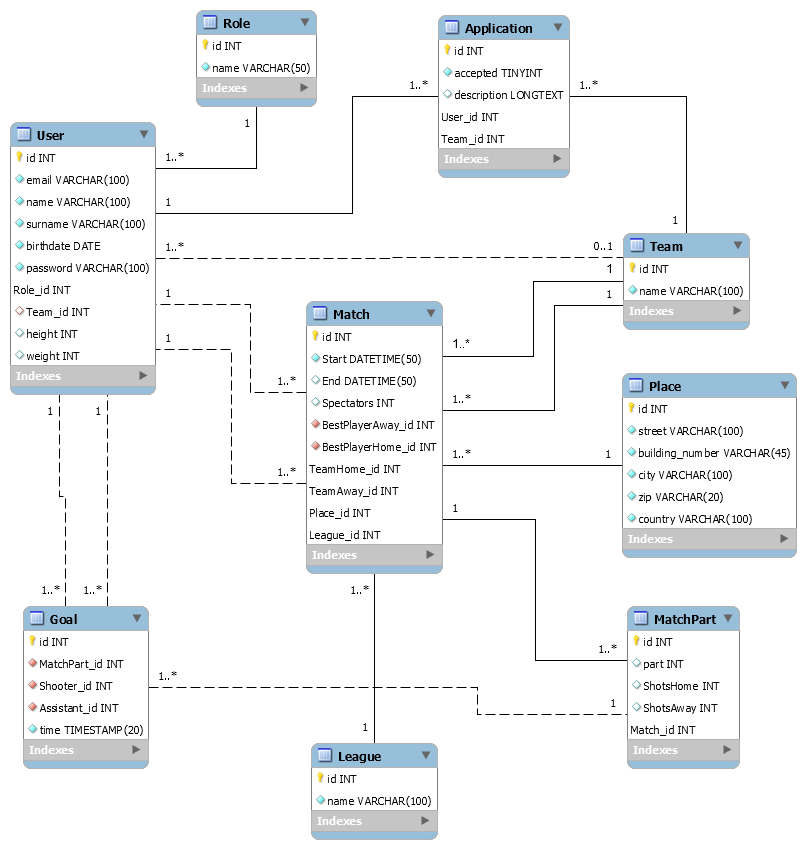 Role
id INT
name VARCHAR(50)
Indexes
Application
id INT
accepted TINYINT
description LONGTEXT
User_id INT
Team_id INT
Indexes
1..*
1..*
1
1
User
id INT
email VARCHAR(100)
name VARCHAR(100)
surname VARCHAR(100)
birthdate DATE
password VARCHAR(100)
Role_id INT
Team_id INT
height INT
weight INT
Indexes
1..*
1
1..*
1
1
0..1
1
1
Team
id INT
name VARCHAR(100)
Indexes
Match
id INT
Start DATETIME(50)
End DATETIME(50)
Spectators INT
BestPlayerAway_id INT
BestPlayerHome_id INT
TeamHome_id INT
TeamAway_id INT
Place_id INT
League_id INT
Indexes
1..*
1..*
1..*
1..*
1..*
1
1
Place
id INT
street VARCHAR(100)
building_number VARCHAR(45)
city VARCHAR(100)
zip VARCHAR(20)
country VARCHAR(100)
Indexes
1
1
1..*
1..*
1..*
1..*
Goal
id INT
MatchPart_id INT
Shooter_id INT
Assistant_id INT
time TIMESTAMP(20)
Indexes
1..*
1
MatchPart
id INT
part INT
ShotsHome INT
ShotsAway INT
Match_id INT
Indexes
1
League
id INT
name VARCHAR(100)
Indexes